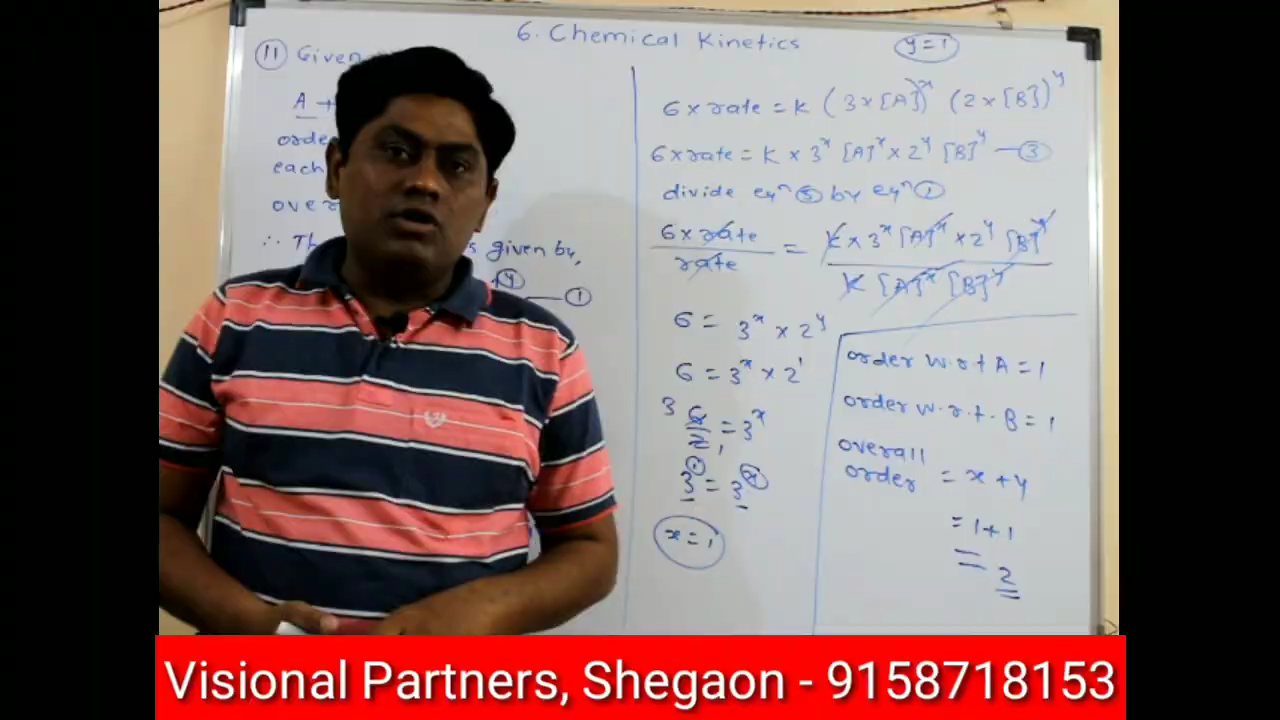 6. Chemical Kinetics
y = 1
(11) Given
A +
orde
each
over
∴ Th s given by,
y — (1)
6 x rate = K (3 x [A])^x (2 x [B])^y
6 x rate = K x 3^x [A]^x x 2^y [B]^y — (3)
divide eqⁿ (3) by eqⁿ (1)
6 x rate / rate = K x 3^x [A]^x x 2^y [B]^y / K [A]^x [B]^y
6 = 3^x x 2^y
6 = 3^x x 2^1
3 6/2 1 = 3^x
3 = 3^x
x = 1
order w.r.t A = 1
order w.r.t. B = 1
overall
order = x + y
= 1 + 1
= 2
Visional Partners, Shegaon - 9158718153